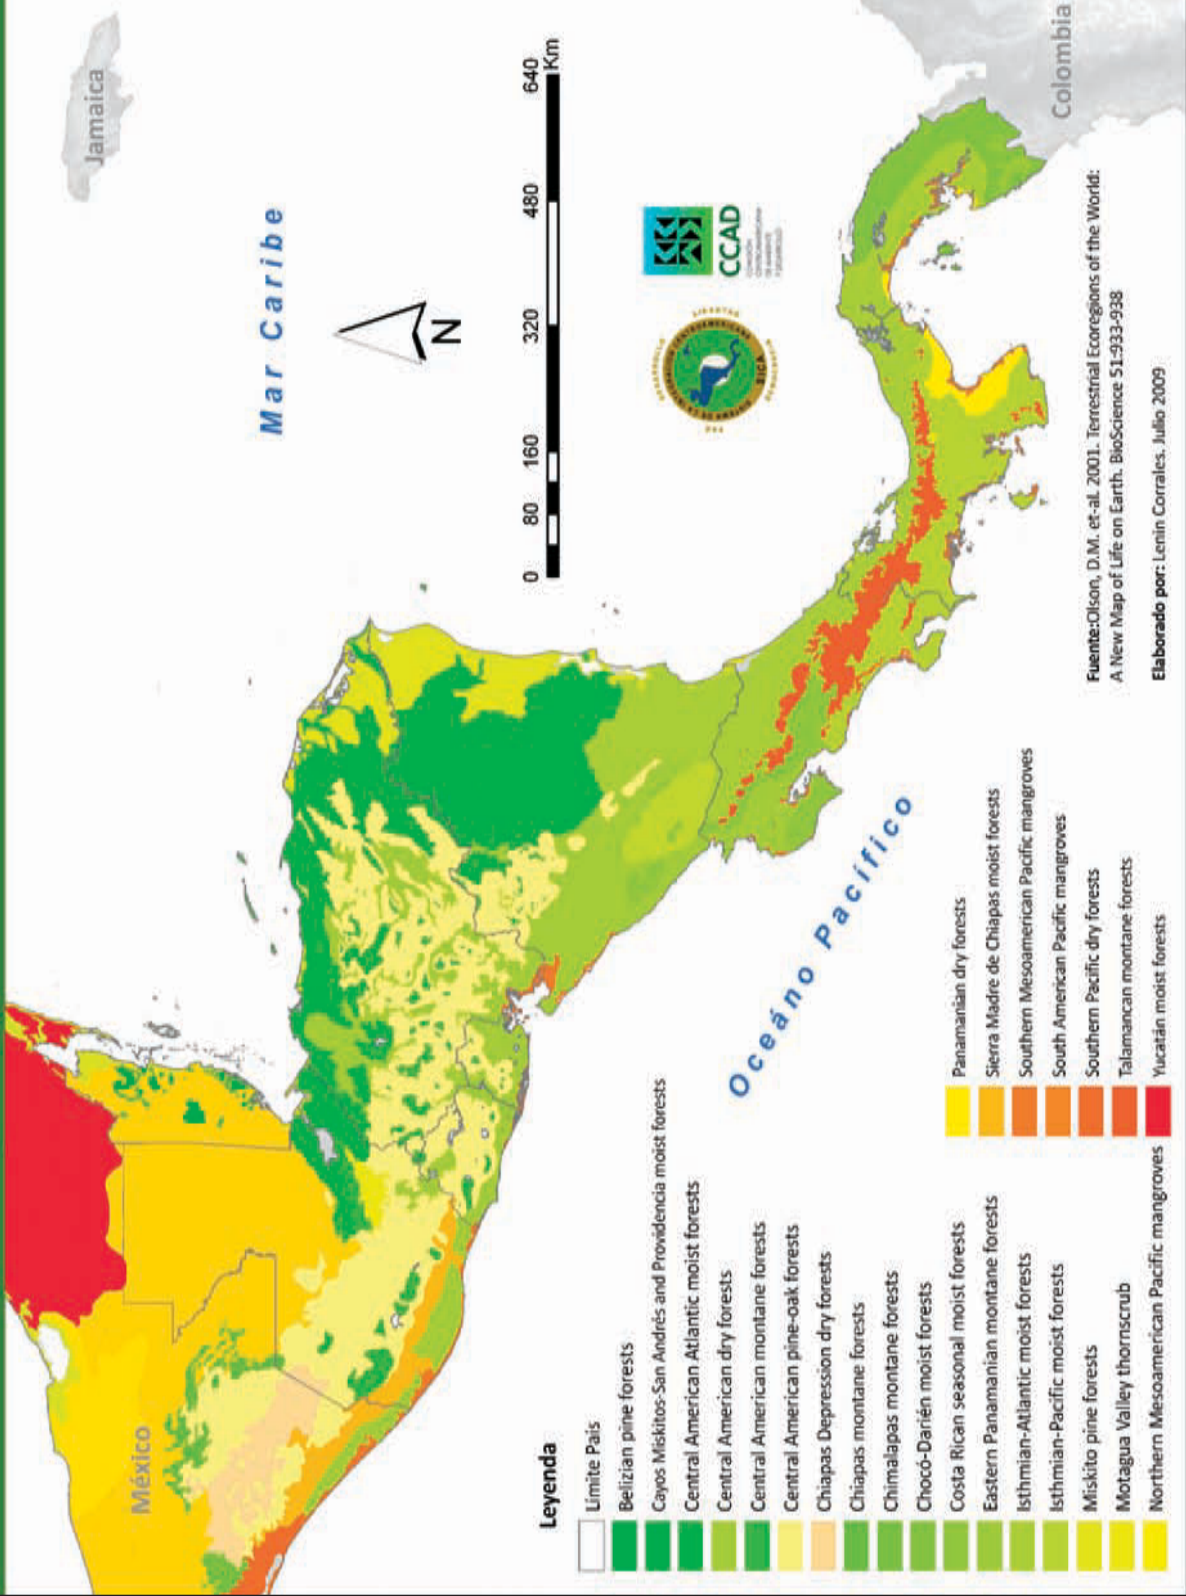 Jamaica
Mar Caribe
N
México
Colombia
0 80 160 320 480 640
Km
CCAD
SICA
Océano Pacífico
Leyenda
Límite País
Belizian pine forests
Cayos Miskitos-San Andrés and Providencia moist forests
Central American Atlantic moist forests
Central American dry forests
Central American montane forests
Central American pine-oak forests
Chiapas Depression dry forests
Chiapas montane forests
Chimalapas montane forests
Chocó-Darién moist forests
Costa Rican seasonal moist forests
Eastern Panamanian montane forests
Isthmian-Atlantic moist forests
Isthmian-Pacific moist forests
Miskito pine forests
Motagua Valley thornscrub
Northern Mesoamerican Pacific mangroves
Panamanian dry forests
Sierra Madre de Chiapas moist forests
Southern Mesoamerican Pacific mangroves
South American Pacific mangroves
Southern Pacific dry forests
Talamancan montane forests
Yucatán moist forests
Fuente:Olson, D.M. et-al. 2001. Terrestrial Ecoregions of the World:
A New Map of Life on Earth. BioScience 51:933-938
Elaborado por: Lenin Corrales. Julio 2009